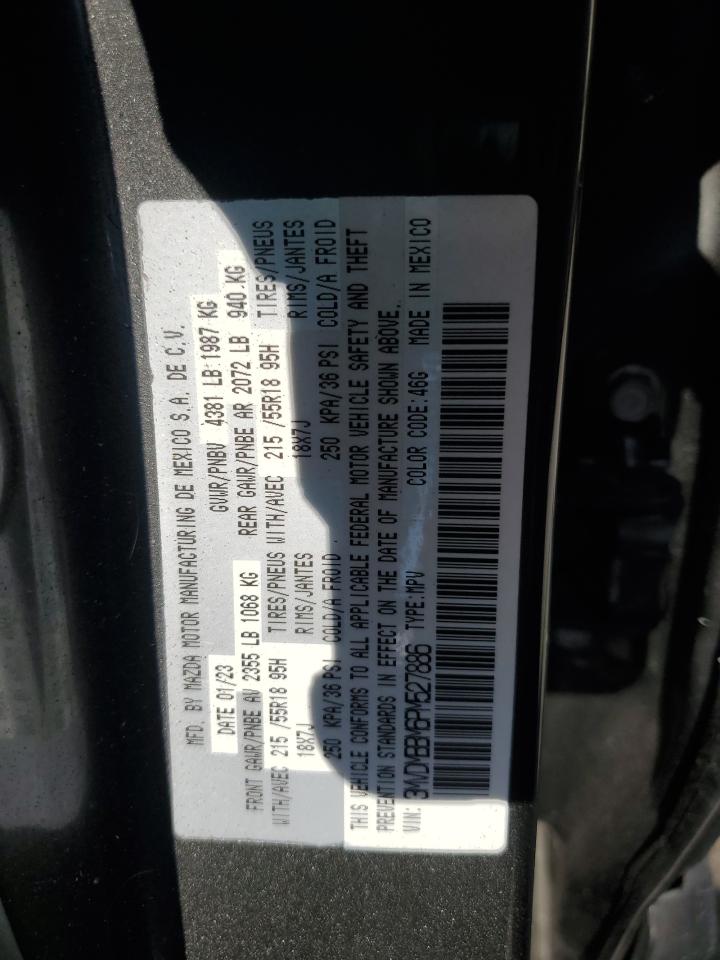 MFD. BY MAZDA MOTOR MANUFACTURING DE MEXICO S.A. DE C.V.
DATE 01/23 GVWR/PNBV 4381 LB 1987 KG
FRONT GAWR/PNBE AV 2355 LB 1068 KG REAR GAWR/PNBE AR 2072 LB 940 KG
WITH/AVEC 215 /55R18 95H TIRES/PNEUS WITH/AVEC 215 /55R18 95H TIRES/PNEUS
18X7J RIMS/JANTES 18X7J RIMS/JANTES
250 KPA/36 PSI COLD/A FROID 250 KPA/36 PSI COLD/A FROID
THIS VEHICLE CONFORMS TO ALL APPLICABLE FEDERAL MOTOR VEHICLE SAFETY AND THEFT
PREVENTION STANDARDS IN EFFECT ON THE DATE OF MANUFACTURE SHOWN ABOVE.
VIN: 3MVDMBBM6PM527886 TYPE:MPV COLOR CODE:46G MADE IN MEXICO